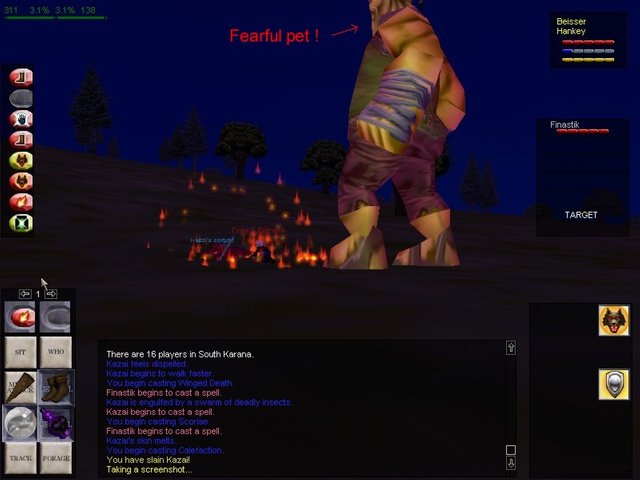 311 3.1% 3.1% 138
Fearful pet !
Beisser
Hankey
Finastik
TARGET
1
SIT WHO
TRACK FORAGE
There are 16 players in South Karana.
Kazai feels dispelled.
Kazai begins to walk faster.
You begin casting Winged Death.
Finastik begins to cast a spell.
Kazai is engulfed by a swarm of deadly insects.
Kazai begins to cast a spell.
You begin casting Scoriae.
Finastik begins to cast a spell.
Kazai's skin melts.
You begin casting Calefaction.
You have slain Kazai!
Taking a screenshot...